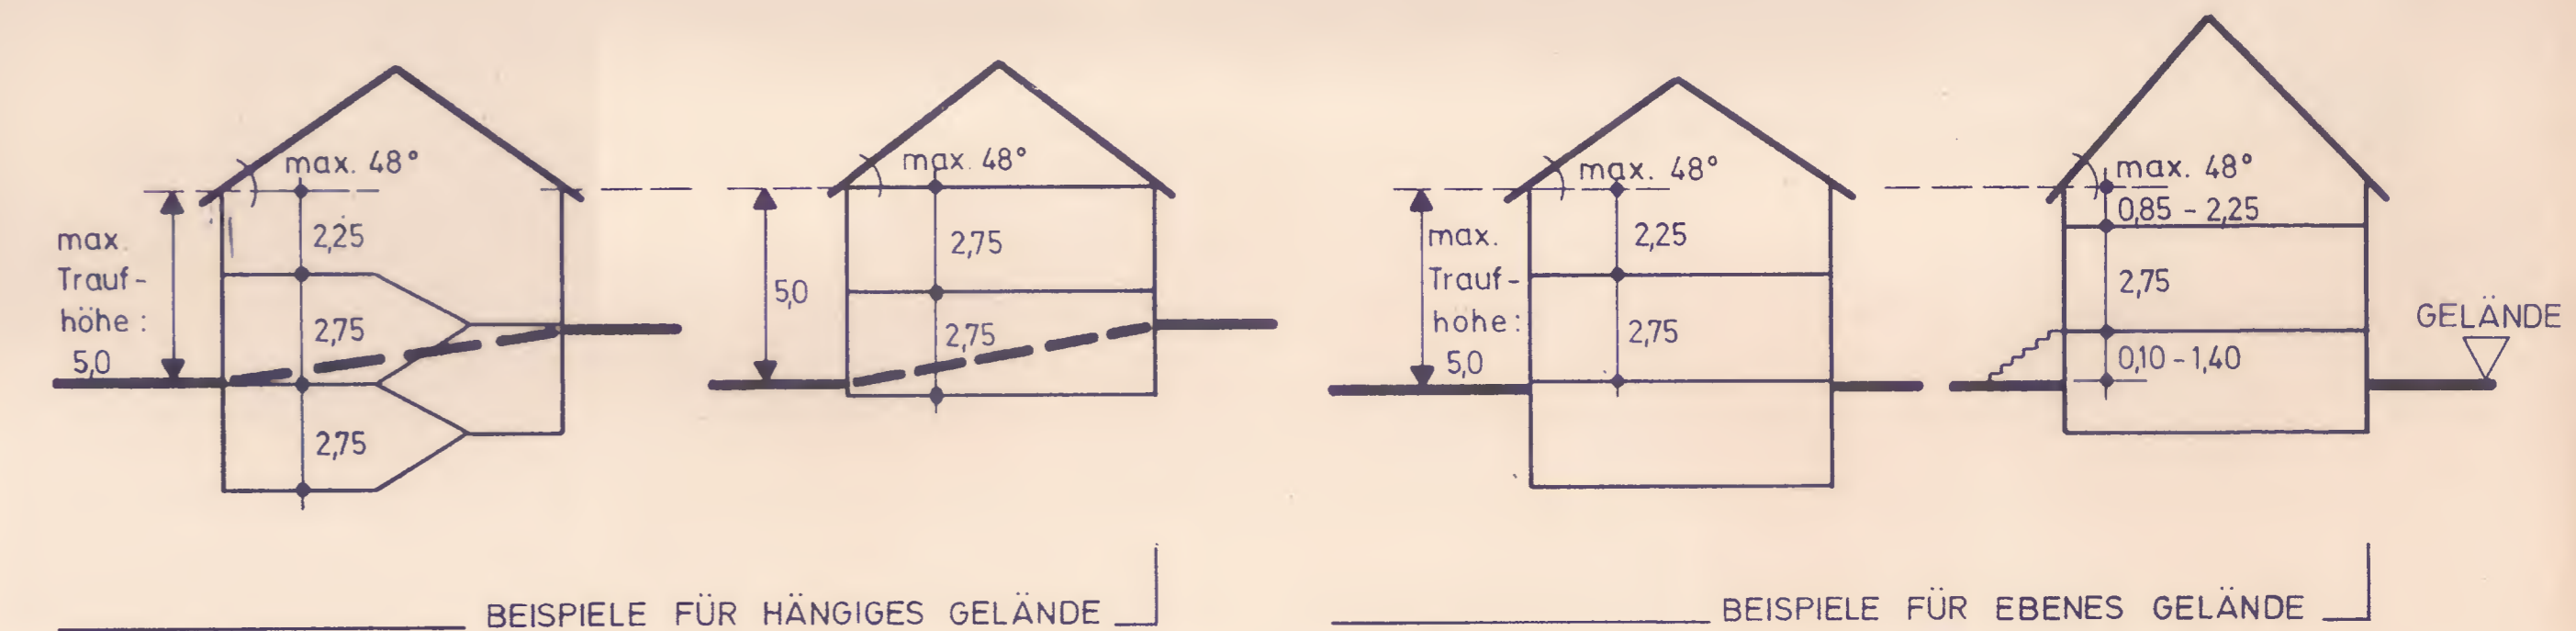 max. 48°
max.
Trauf-
höhe:
5,0
2,25
2,75
2,75
max. 48°
5,0
2,75
2,75
max. 48°
max.
Trauf-
höhe:
5,0
2,25
2,75
max. 48°
0,85 - 2,25
2,75
0,10 - 1,40
GELÄNDE
BEISPIELE FÜR HÄNGIGES GELÄNDE
BEISPIELE FÜR EBENES GELÄNDE